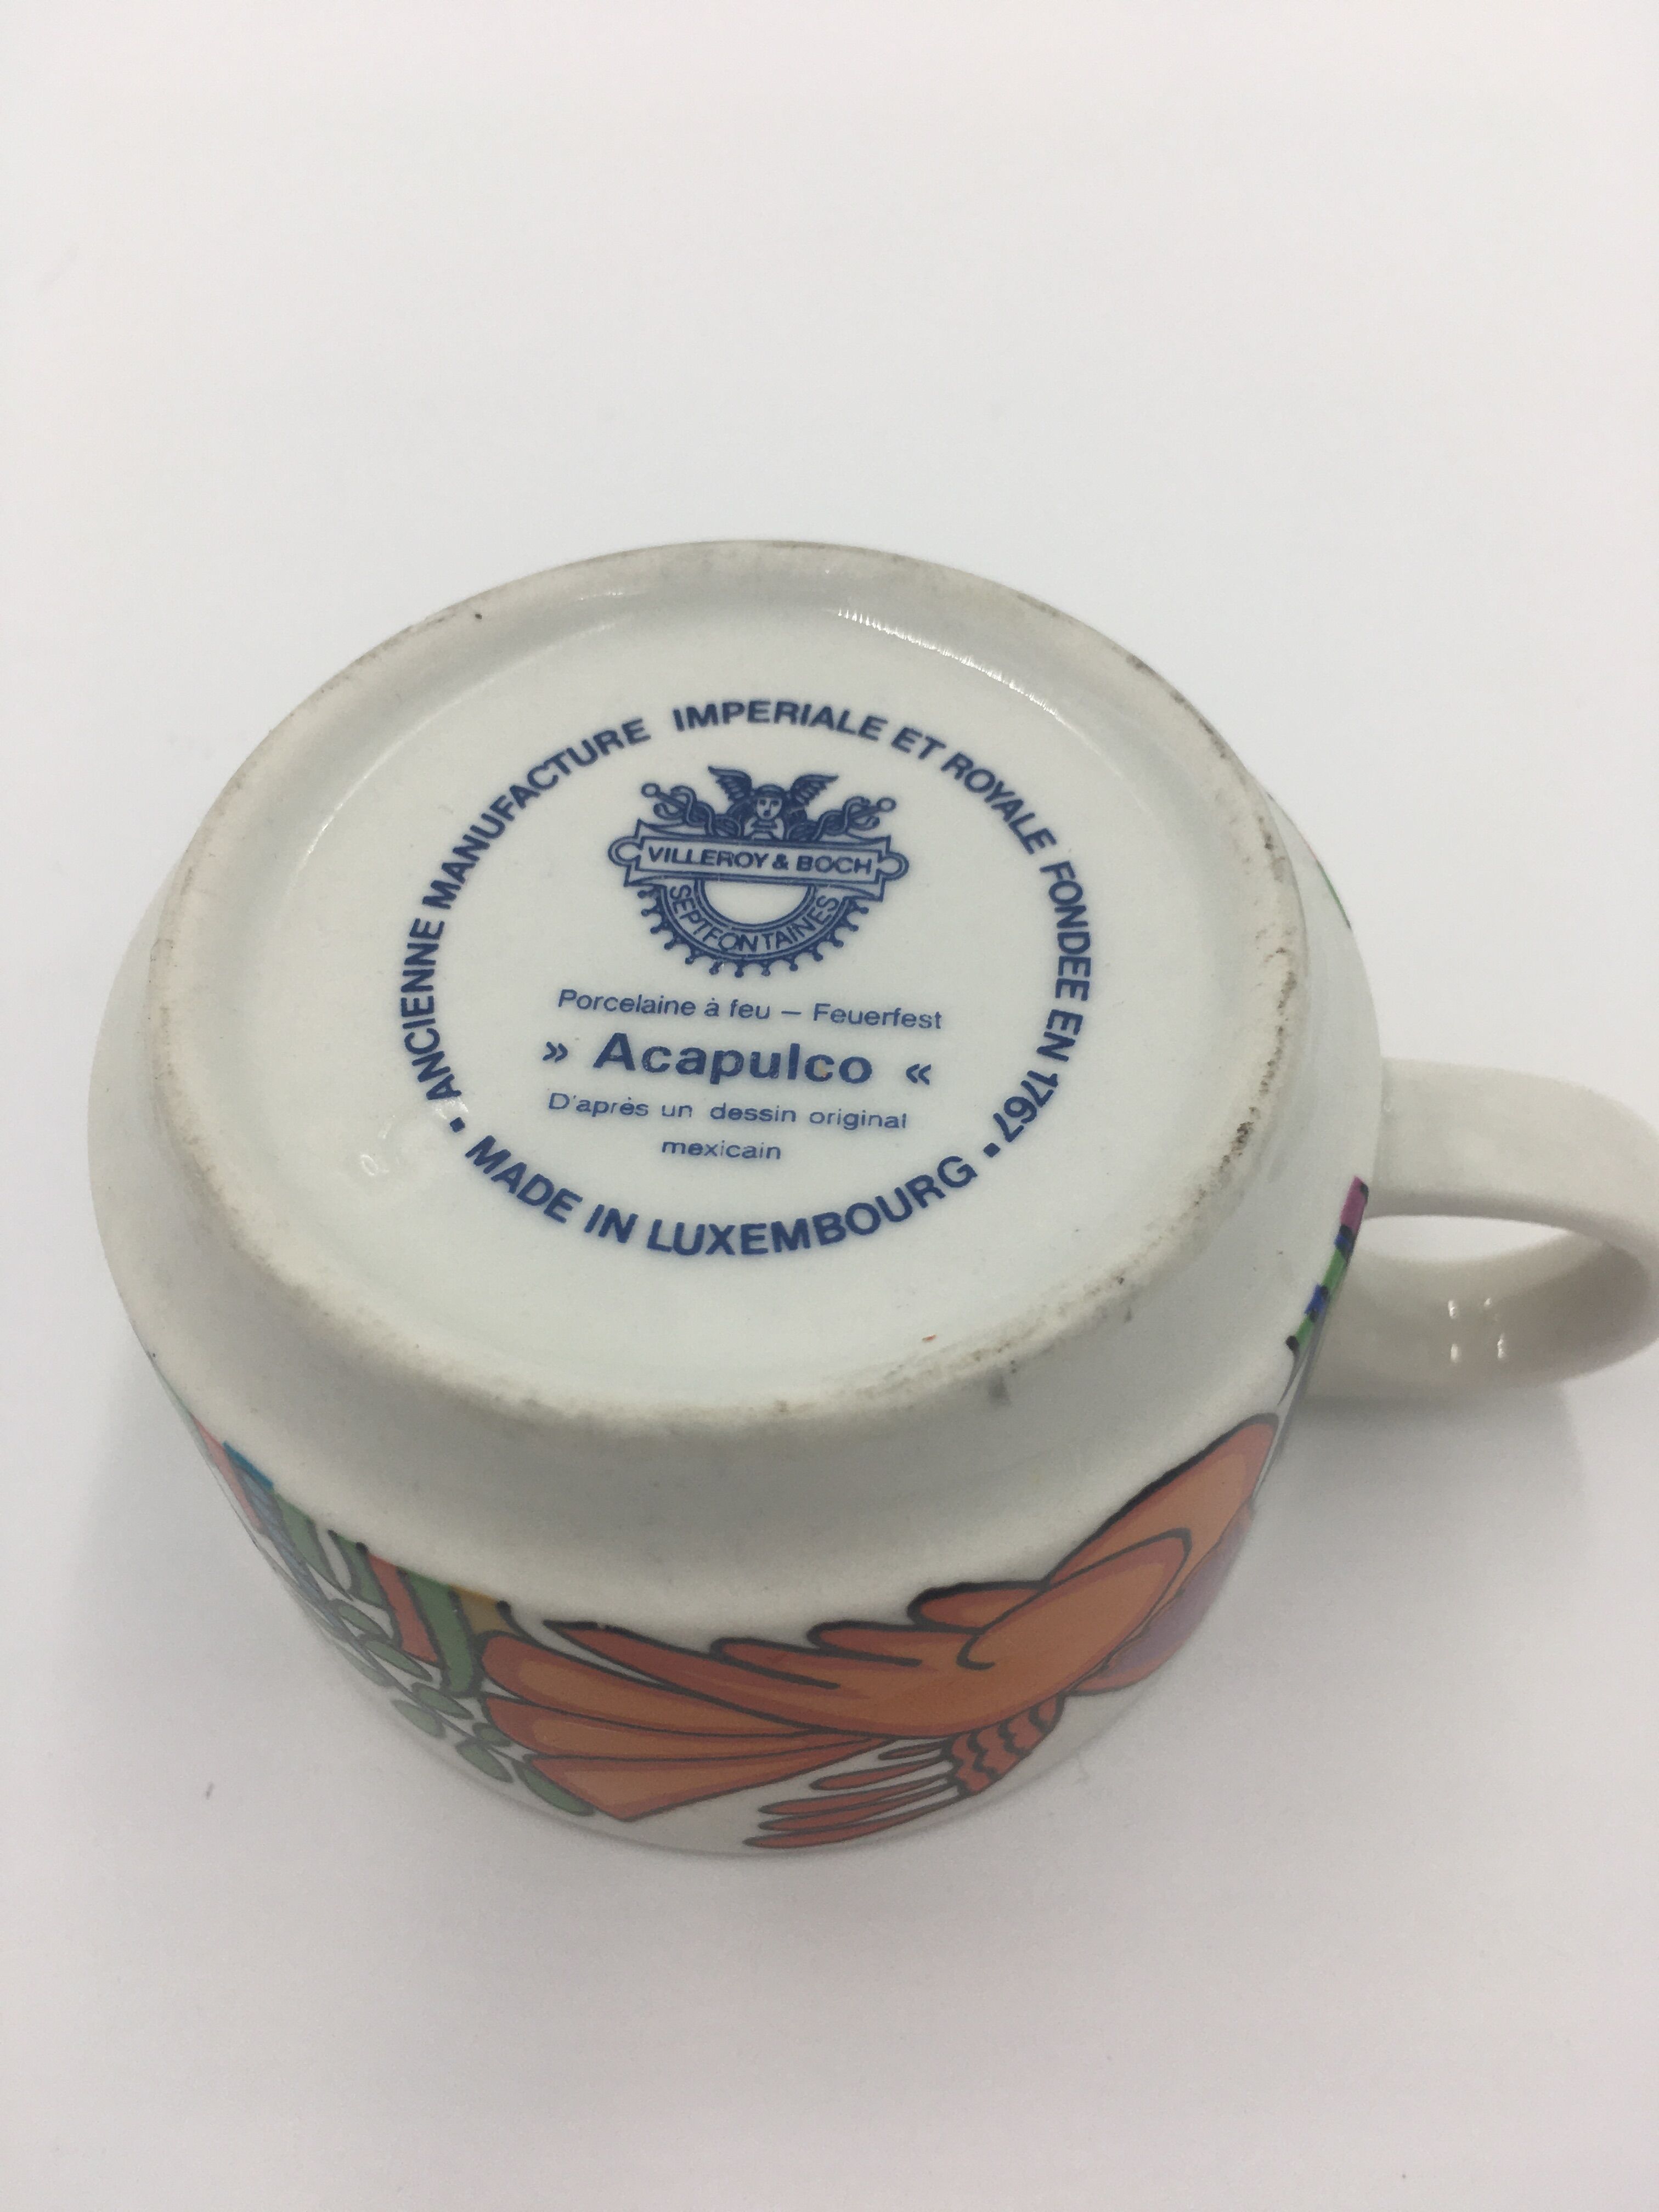 • ANCIENNE MANUFACTURE IMPERIALE ET ROYALE FONDEE EN 1767 •
VILLEROY & BOCH
SEPTFONTAINES
Porcelaine à feu – Feuerfest
» Acapulco «
D'après un dessin original
mexicain
MADE IN LUXEMBOURG